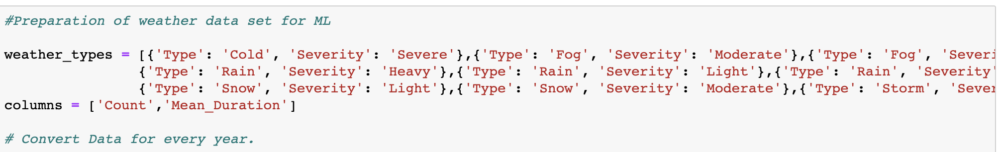 #Preparation of weather data set for ML
weather_types = [{'Type': 'Cold', 'Severity': 'Severe'},{'Type': 'Fog', 'Severity': 'Moderate'},{'Type': 'Fog', 'Severi
{'Type': 'Rain', 'Severity': 'Heavy'},{'Type': 'Rain', 'Severity': 'Light'},{'Type': 'Rain', 'Severity'
{'Type': 'Snow', 'Severity': 'Light'},{'Type': 'Snow', 'Severity': 'Moderate'},{'Type': 'Storm', 'Sever
columns = ['Count','Mean_Duration']
# Convert Data for every year.